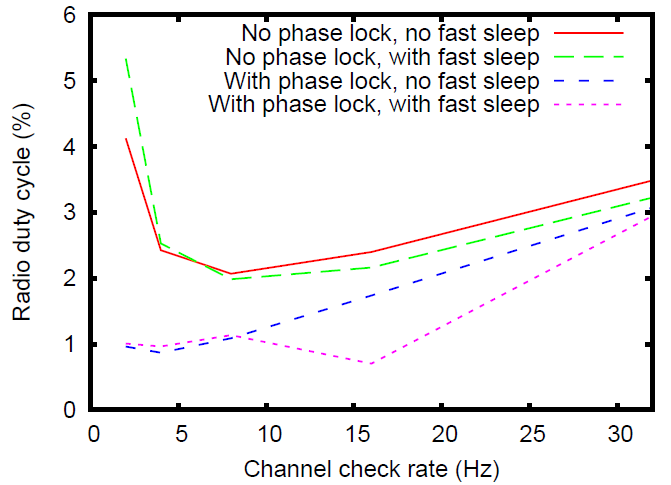 6
No phase lock, no fast sleep
No phase lock, with fast sleep
With phase lock, no fast sleep
With phase lock, with fast sleep
5
4
3
2
1
0
Radio duty cycle (%)
0 5 10 15 20 25 30
Channel check rate (Hz)